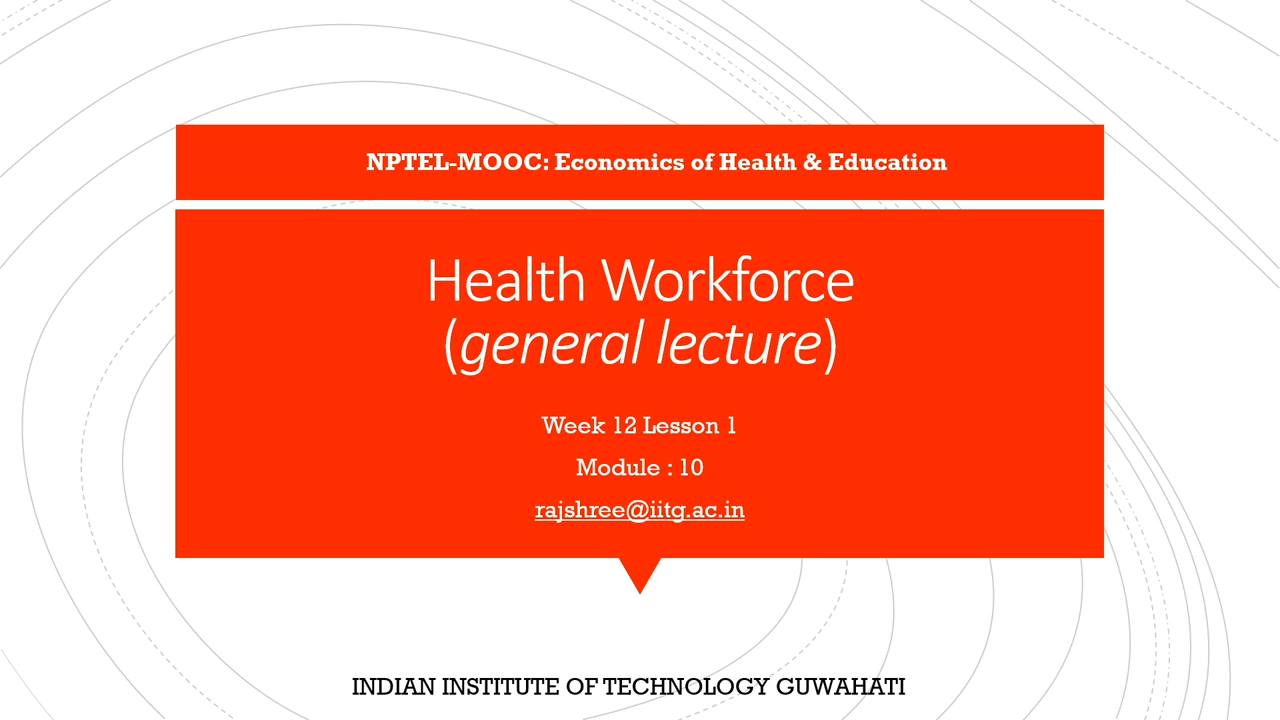 NPTEL-MOOC: Economics of Health & Education
Health Workforce
(general lecture)
Week 12 Lesson 1
Module : 10
rajshree@iitg.ac.in
INDIAN INSTITUTE OF TECHNOLOGY GUWAHATI